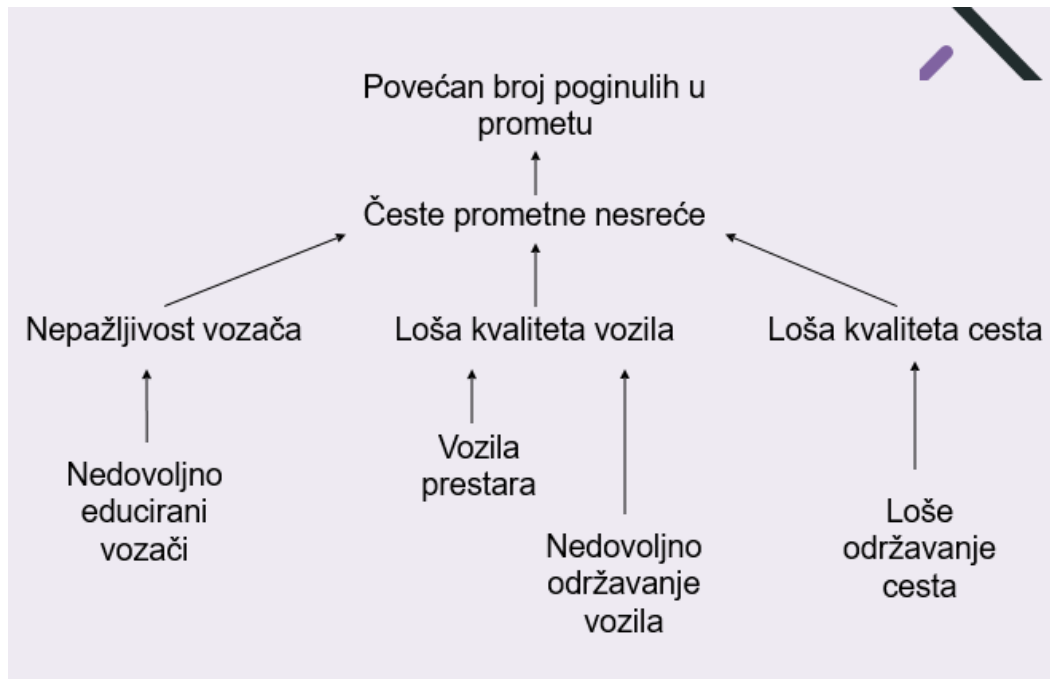 Povećan broj poginulih u
prometu
Česte prometne nesreće
Nepažljivost vozača
Loša kvaliteta vozila
Loša kvaliteta cesta
Nedovoljno
educirani
vozači
Vozila
prestara
Nedovoljno
održavanje
vozila
Loše
održavanje
cesta